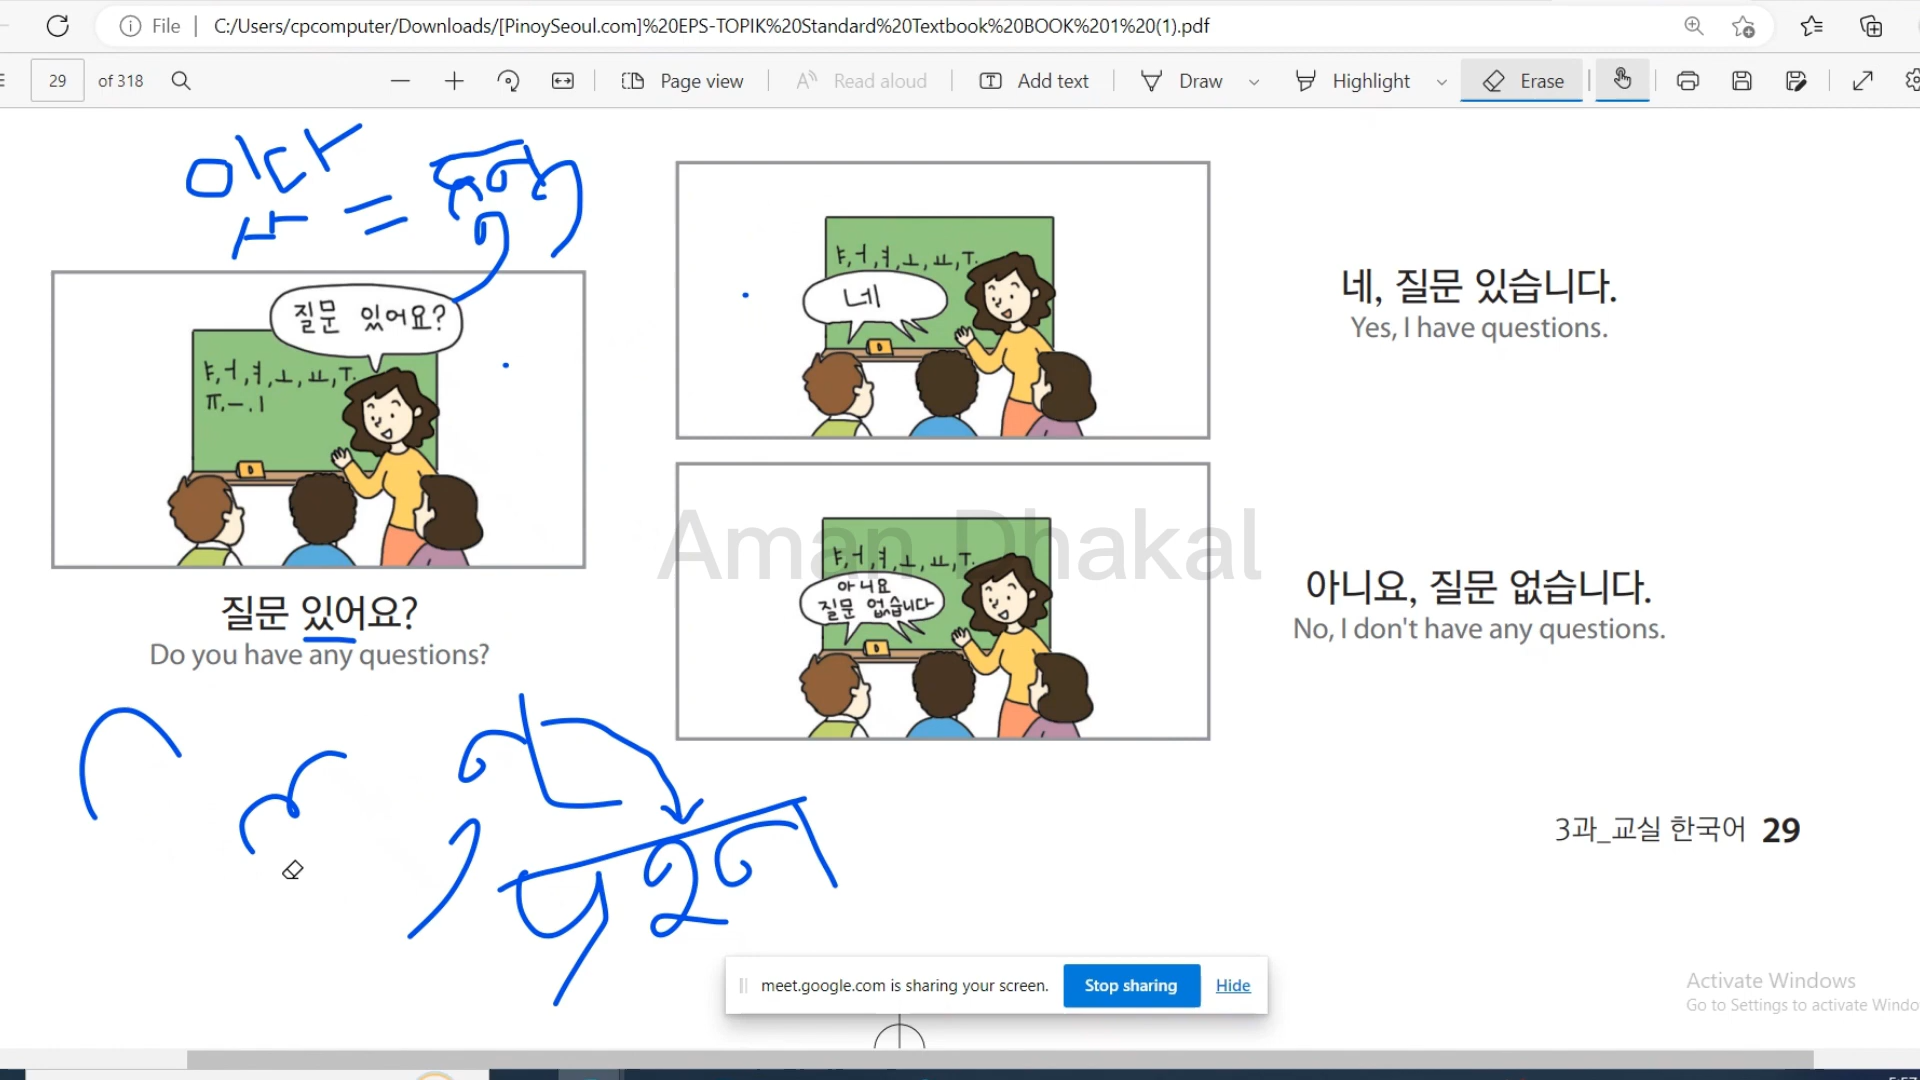 File
C:/Users/cpcomputer/Downloads/[PinoySeoul.com]%20EPS-TOPIK%20Standard%20Textbook%20BOOK%201%20(1).pdf
29 of 318 Page view Read aloud Add text Draw Highlight Erase
있다
=
질문 있어요?
ㅑ,ㅓ,ㅕ,ㅗ,ㅛ,ㅜ.
ㅠ,ㅡ.ㅣ
질문 있어요?
Do you have any questions?
ㅑ,ㅓ,ㅕ,ㅗ,ㅛ,ㅜ.
네
네, 질문 있습니다.
Yes, I have questions.
Aman Dhakal
ㅑ,ㅓ,ㅕ,ㅗ,ㅛ,ㅜ.
아니요
질문 없습니다
아니요, 질문 없습니다.
No, I don't have any questions.
3과_교실 한국어 29
meet.google.com is sharing your screen. Stop sharing Hide
Activate Windows
Go to Settings to activate Windo